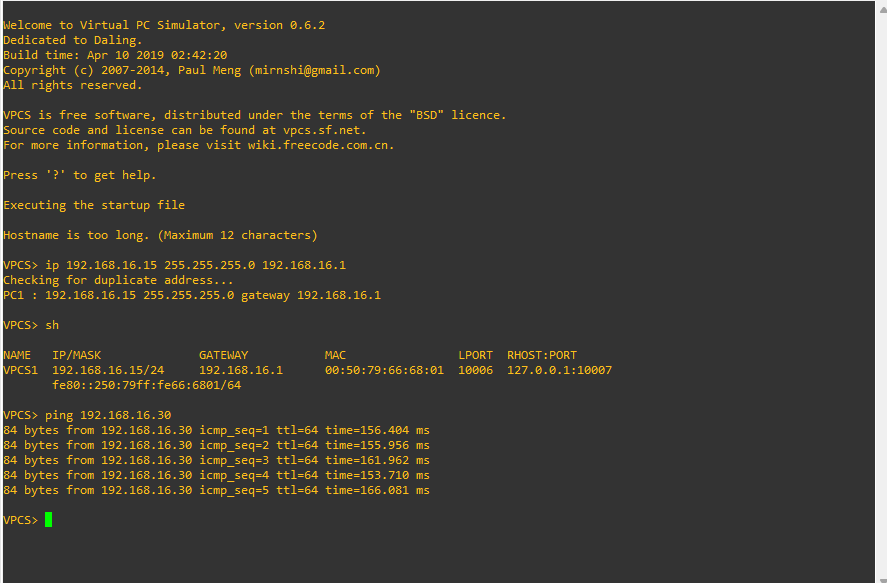 Welcome to Virtual PC Simulator, version 0.6.2
Dedicated to Daling.
Build time: Apr 10 2019 02:42:20
Copyright (c) 2007-2014, Paul Meng (mirnshi@gmail.com)
All rights reserved.
VPCS is free software, distributed under the terms of the "BSD" licence.
Source code and license can be found at vpcs.sf.net.
For more information, please visit wiki.freecode.com.cn.
Press '?' to get help.
Executing the startup file
Hostname is too long. (Maximum 12 characters)
VPCS> ip 192.168.16.15 255.255.255.0 192.168.16.1
Checking for duplicate address...
PC1 : 192.168.16.15 255.255.255.0 gateway 192.168.16.1
VPCS> sh
NAME   IP/MASK              GATEWAY           MAC                LPORT  RHOST:PORT
VPCS1  192.168.16.15/24     192.168.16.1      00:50:79:66:68:01  10006  127.0.0.1:10007
       fe80::250:79ff:fe66:6801/64
VPCS> ping 192.168.16.30
84 bytes from 192.168.16.30 icmp_seq=1 ttl=64 time=156.404 ms
84 bytes from 192.168.16.30 icmp_seq=2 ttl=64 time=155.956 ms
84 bytes from 192.168.16.30 icmp_seq=3 ttl=64 time=161.962 ms
84 bytes from 192.168.16.30 icmp_seq=4 ttl=64 time=153.710 ms
84 bytes from 192.168.16.30 icmp_seq=5 ttl=64 time=166.081 ms
VPCS>